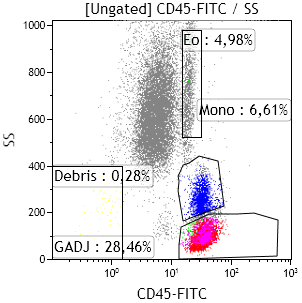 [Ungated] CD45-FITC / SS
1000
800
600
400
200
0
SS
Eo : 4,98%
Mono : 6,61%
Debris : 0,28%
GADJ : 28,46%
10⁰ 10¹ 10² 10³
CD45-FITC